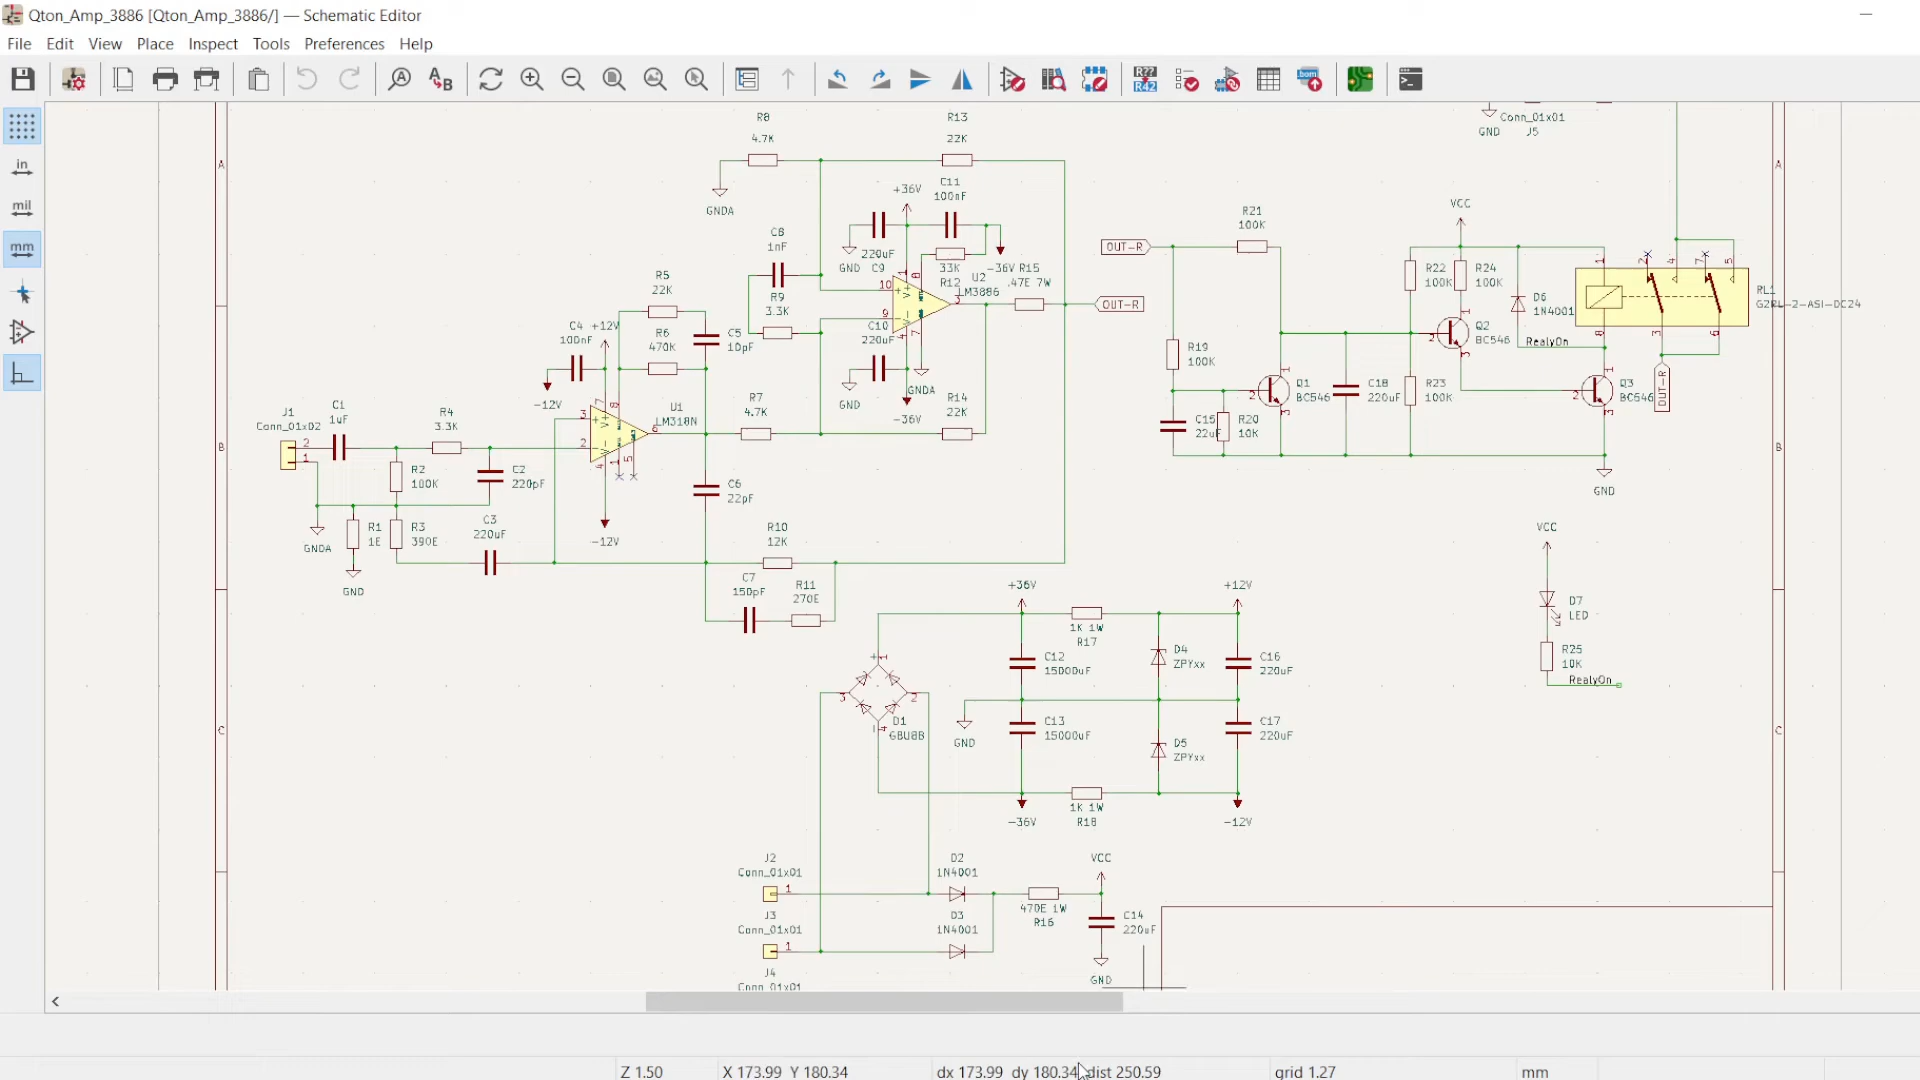 Qton_Amp_3886 [Qton_Amp_3886/] — Schematic Editor
File Edit View Place Inspect Tools Preferences Help
in
mil
mm
A
A
B
B
C
C
R8
4.7K
R13
22K
GNDA
+36V
C11
100nF
C8
1nF
GND
220uF
C9
33K
R12
-36V
R15
.47E 7W
U2
LM3886
OUT-R
R9
3.3K
C10
220uF
GND
GNDA
-36V
R5
22K
R6
470K
C5
10pF
C4
100nF
+12V
-12V
U1
LM318N
R7
4.7K
R14
22K
J1
Conn_01x02
C1
1uF
R4
3.3K
R2
100K
C2
220pF
GNDA
R1
1E
R3
390E
C3
220uF
GND
-12V
C6
22pF
R10
12K
C7
150pF
R11
270E
GND
Conn_01x01
J5
OUT-R
R21
100K
VCC
R22
100K
R24
100K
D6
1N4001
RealyOn
RL1
G2RL-2-ASI-DC24
Q2
BC546
R19
100K
Q1
BC546
C18
220uF
R23
100K
Q3
BC546
OUT-R
C15
22uF
R20
10K
GND
VCC
D7
LED
R25
10K
RealyOn
+36V
+12V
1K 1W
R17
C12
15000uF
D4
ZPYxx
C16
220uF
D1
GBU8B
GND
C13
15000uF
D5
ZPYxx
C17
220uF
-36V
1K 1W
R18
-12V
J2
Conn_01x01
D2
1N4001
VCC
470E 1W
R16
C14
220uF
J3
Conn_01x01
D3
1N4001
GND
J4
Conn_01x01
Z 1.50 X 173.99 Y 180.34 dx 173.99 dy 180.34 dist 250.59 grid 1.27 mm